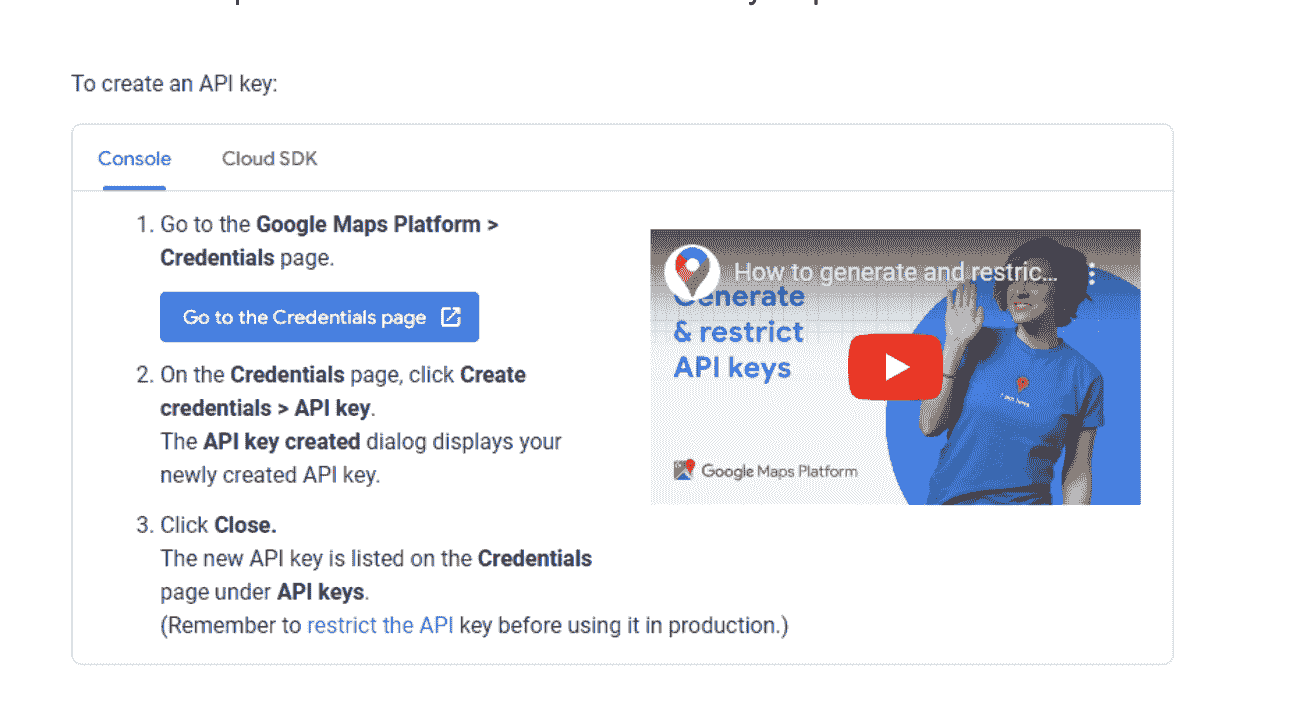 To create an API key:
Console
Cloud SDK
1. Go to the Google Maps Platform >
Credentials page.
Go to the Credentials page
2. On the Credentials page, click Create
credentials > API key.
The API key created dialog displays your
newly created API key.
3. Click Close.
The new API key is listed on the Credentials
page under API keys.
(Remember to restrict the API key before using it in production.)
How to generate and restric...
Generate
& restrict
API keys
Google Maps Platform